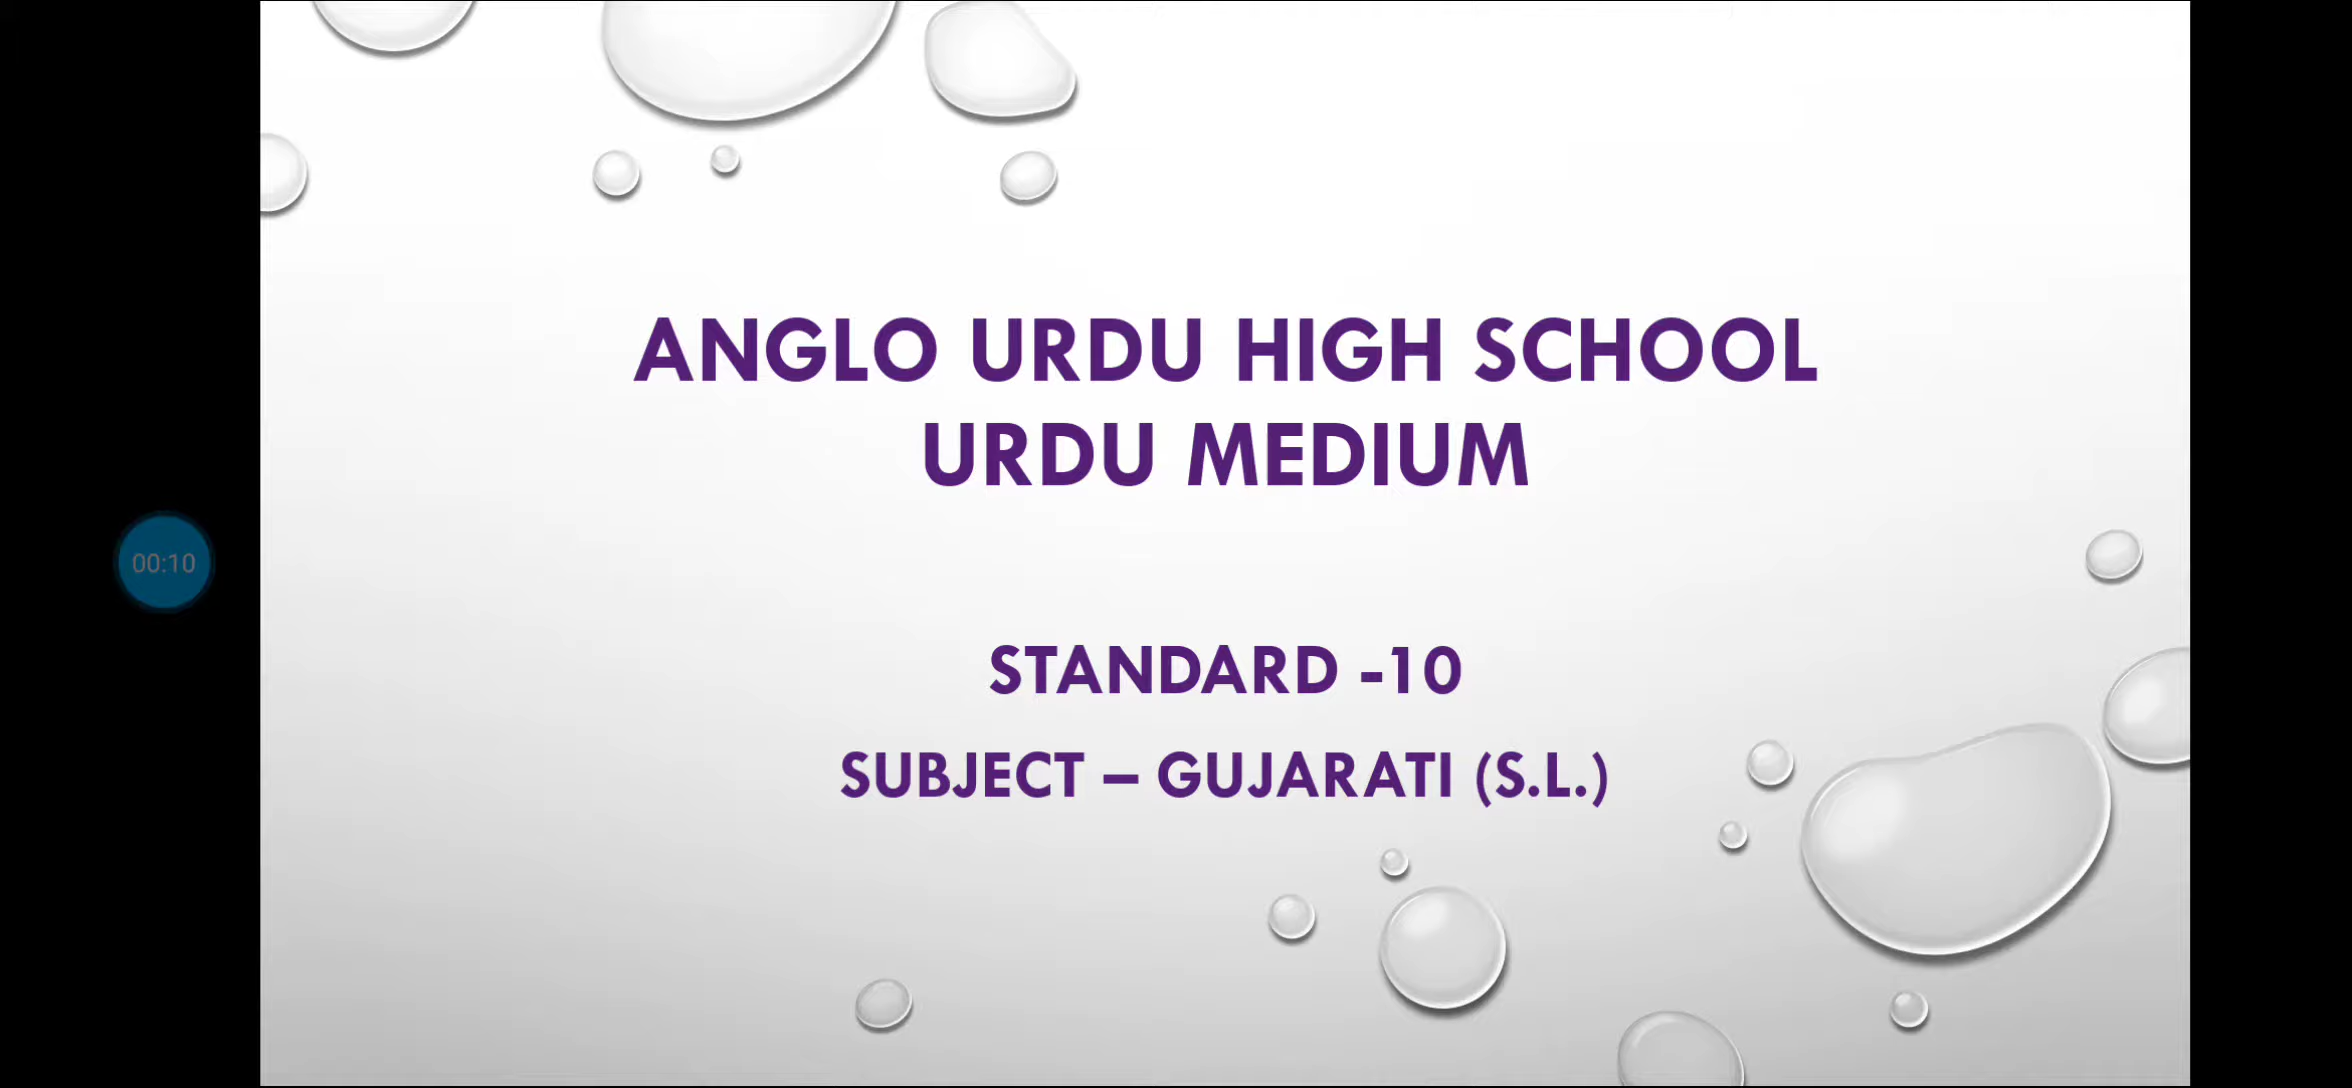 ANGLO URDU HIGH SCHOOL
URDU MEDIUM
STANDARD -10
SUBJECT – GUJARATI (S.L.)
00:10